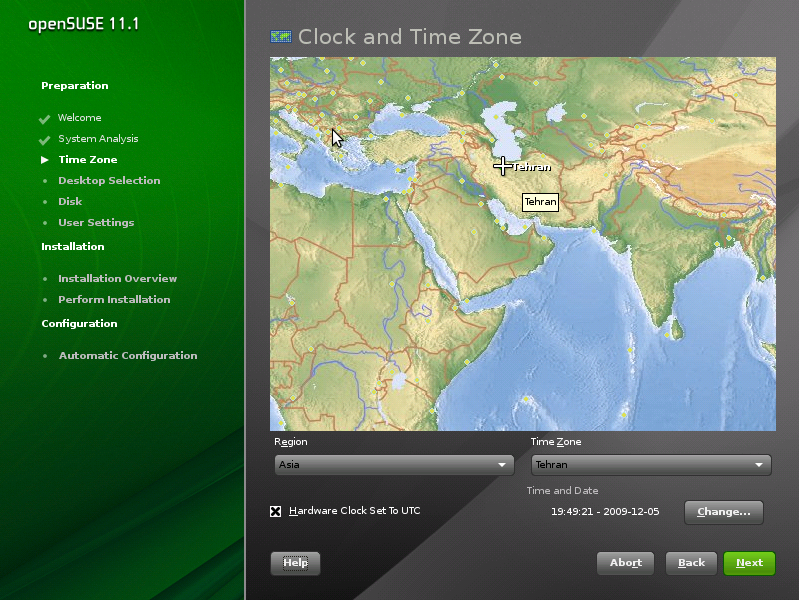 openSUSE 11.1
Preparation
Welcome
System Analysis
Time Zone
Desktop Selection
Disk
User Settings
Installation
Installation Overview
Perform Installation
Configuration
Automatic Configuration
Clock and Time Zone
Tehran
Tehran
Region
Time Zone
Asia
Tehran
Time and Date
Hardware Clock Set To UTC
19:49:21 - 2009-12-05
Change...
Help
Abort
Back
Next